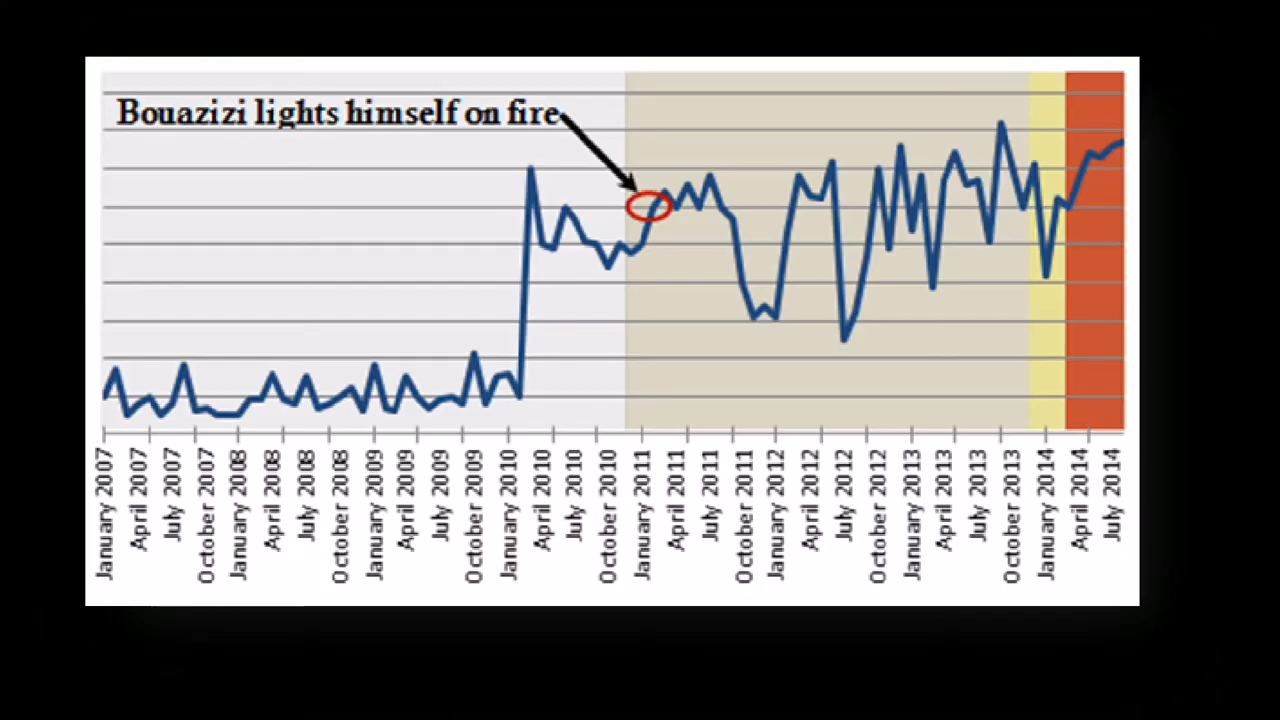 Bouazizi lights himself on fire
January 2007
April 2007
July 2007
October 2007
January 2008
April 2008
July 2008
October 2008
January 2009
April 2009
July 2009
October 2009
January 2010
April 2010
July 2010
October 2010
January 2011
April 2011
July 2011
October 2011
January 2012
April 2012
July 2012
October 2012
January 2013
April 2013
July 2013
October 2013
January 2014
April 2014
July 2014